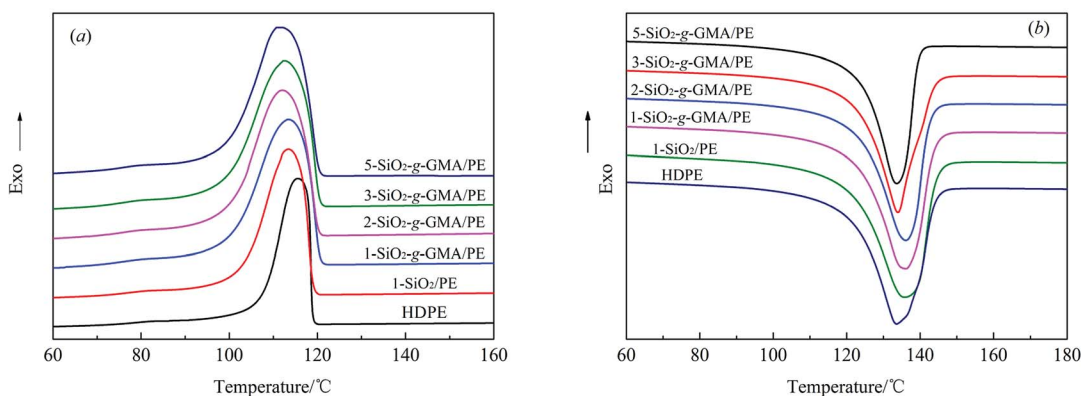 (a)
Exo
5-SiO₂-g-GMA/PE
3-SiO₂-g-GMA/PE
2-SiO₂-g-GMA/PE
1-SiO₂-g-GMA/PE
1-SiO₂/PE
HDPE
60 80 100 120 140 160
Temperature/℃
(b)
Exo
5-SiO₂-g-GMA/PE
3-SiO₂-g-GMA/PE
2-SiO₂-g-GMA/PE
1-SiO₂-g-GMA/PE
1-SiO₂/PE
HDPE
60 80 100 120 140 160 180
Temperature/℃